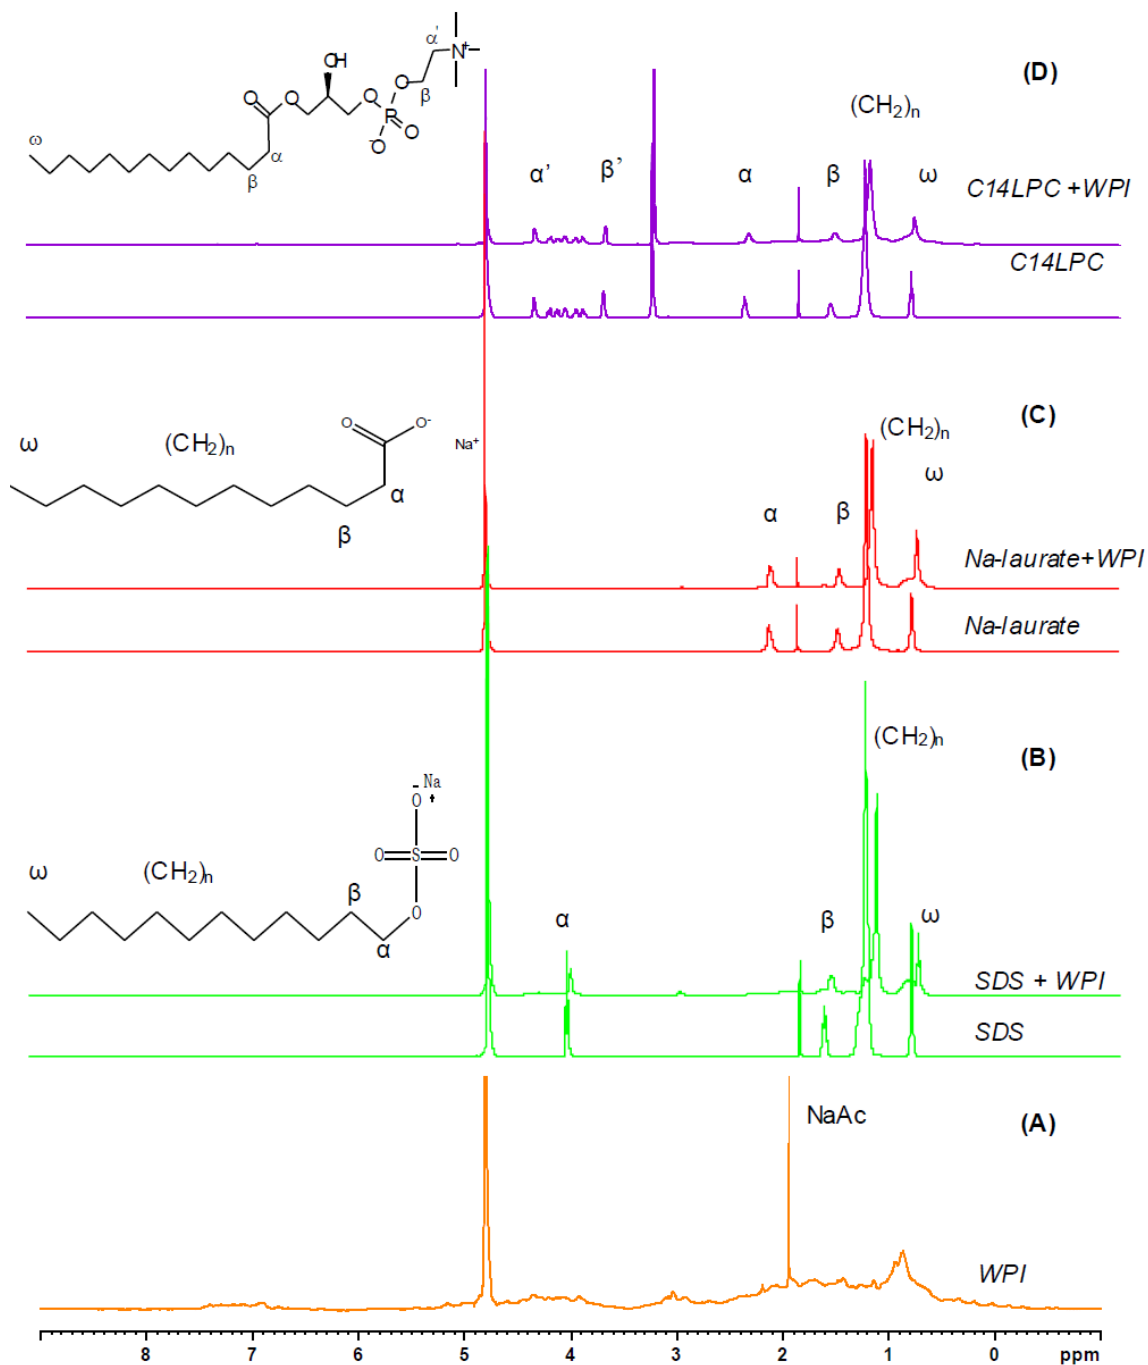 α'
N⁺
OH
(D)
O
O
β
(CH₂)ₙ
O
O
P
ω
⁻O
O
α
β
α'
β'
α
β
ω
C14LPC +WPI
C14LPC
(C)
O
O⁻
(CH₂)ₙ
ω
(CH₂)ₙ
Na⁺
ω
α
β
α
β
Na-laurate+WPI
Na-laurate
(CH₂)ₙ
(B)
Na
- +
O
O
S
O
ω
(CH₂)ₙ
β
O
α
α
β
ω
SDS + WPI
SDS
NaAc
(A)
WPI
8 7 6 5 4 3 2 1 0 ppm